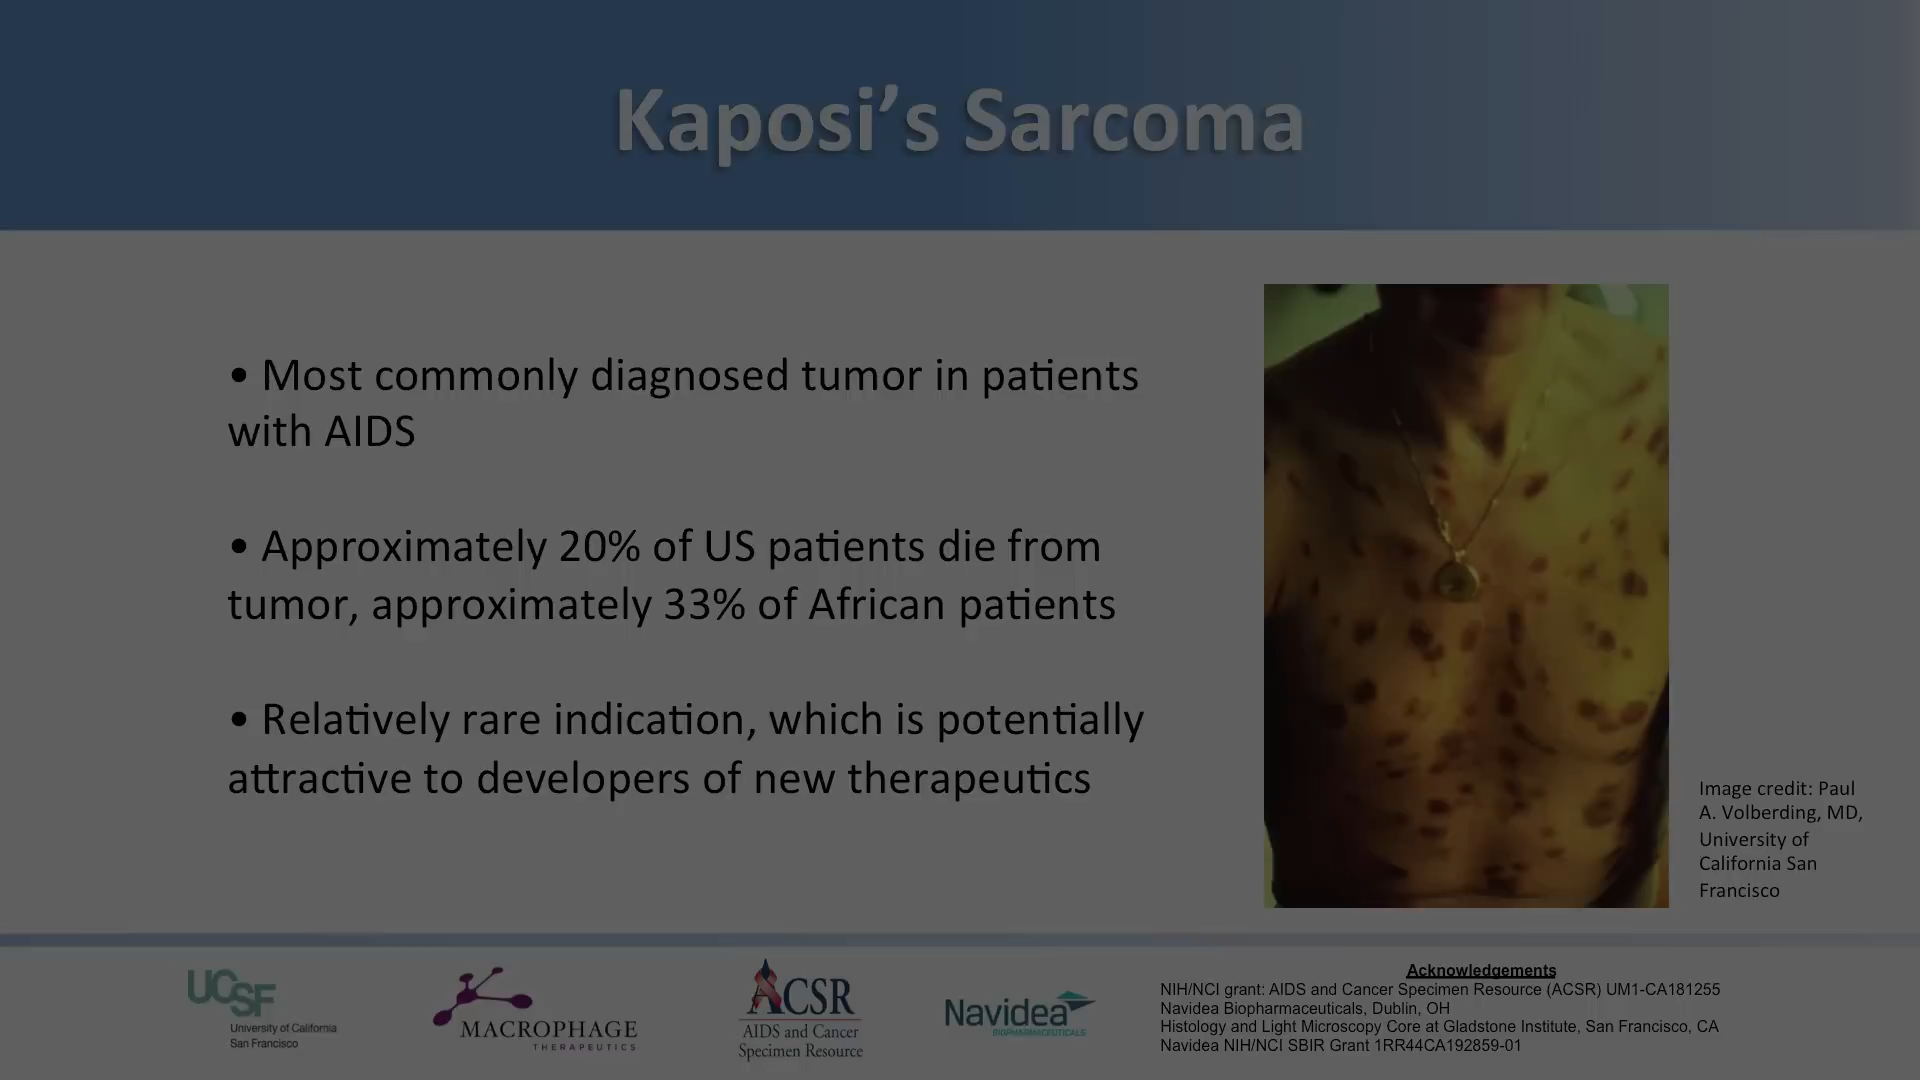 Kaposi’s Sarcoma
• Most commonly diagnosed tumor in patients
with AIDS
• Approximately 20% of US patients die from
tumor, approximately 33% of African patients
• Relatively rare indication, which is potentially
attractive to developers of new therapeutics
Image credit: Paul
A. Volberding, MD,
University of
California San
Francisco
UCSF
University of California
San Francisco
MACROPHAGE
THERAPEUTICS
ACSR
AIDS and Cancer
Specimen Resource
Navidea
BIOPHARMACEUTICALS
Acknowledgements
NIH/NCI grant: AIDS and Cancer Specimen Resource (ACSR) UM1-CA181255
Navidea Biopharmaceuticals, Dublin, OH
Histology and Light Microscopy Core at Gladstone Institute, San Francisco, CA
Navidea NIH/NCI SBIR Grant 1RR44CA192859-01